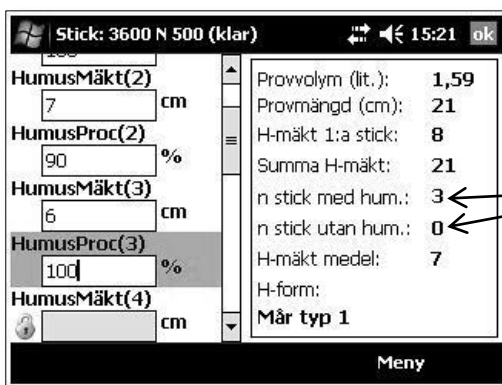 Stick: 3600 N 500 (klar)
15:21
ok
100
HumusMäkt(2)
7 cm
HumusProc(2)
90 %
HumusMäkt(3)
6 cm
HumusProc(3)
100 %
HumusMäkt(4)
cm
Provvolym (lit.): 1,59
Provmängd (cm): 21
H-mäkt 1:a stick: 8
Summa H-mäkt: 21
n stick med hum.: 3
n stick utan hum.: 0
H-mäkt medel: 7
H-form:
Mår typ 1
Meny